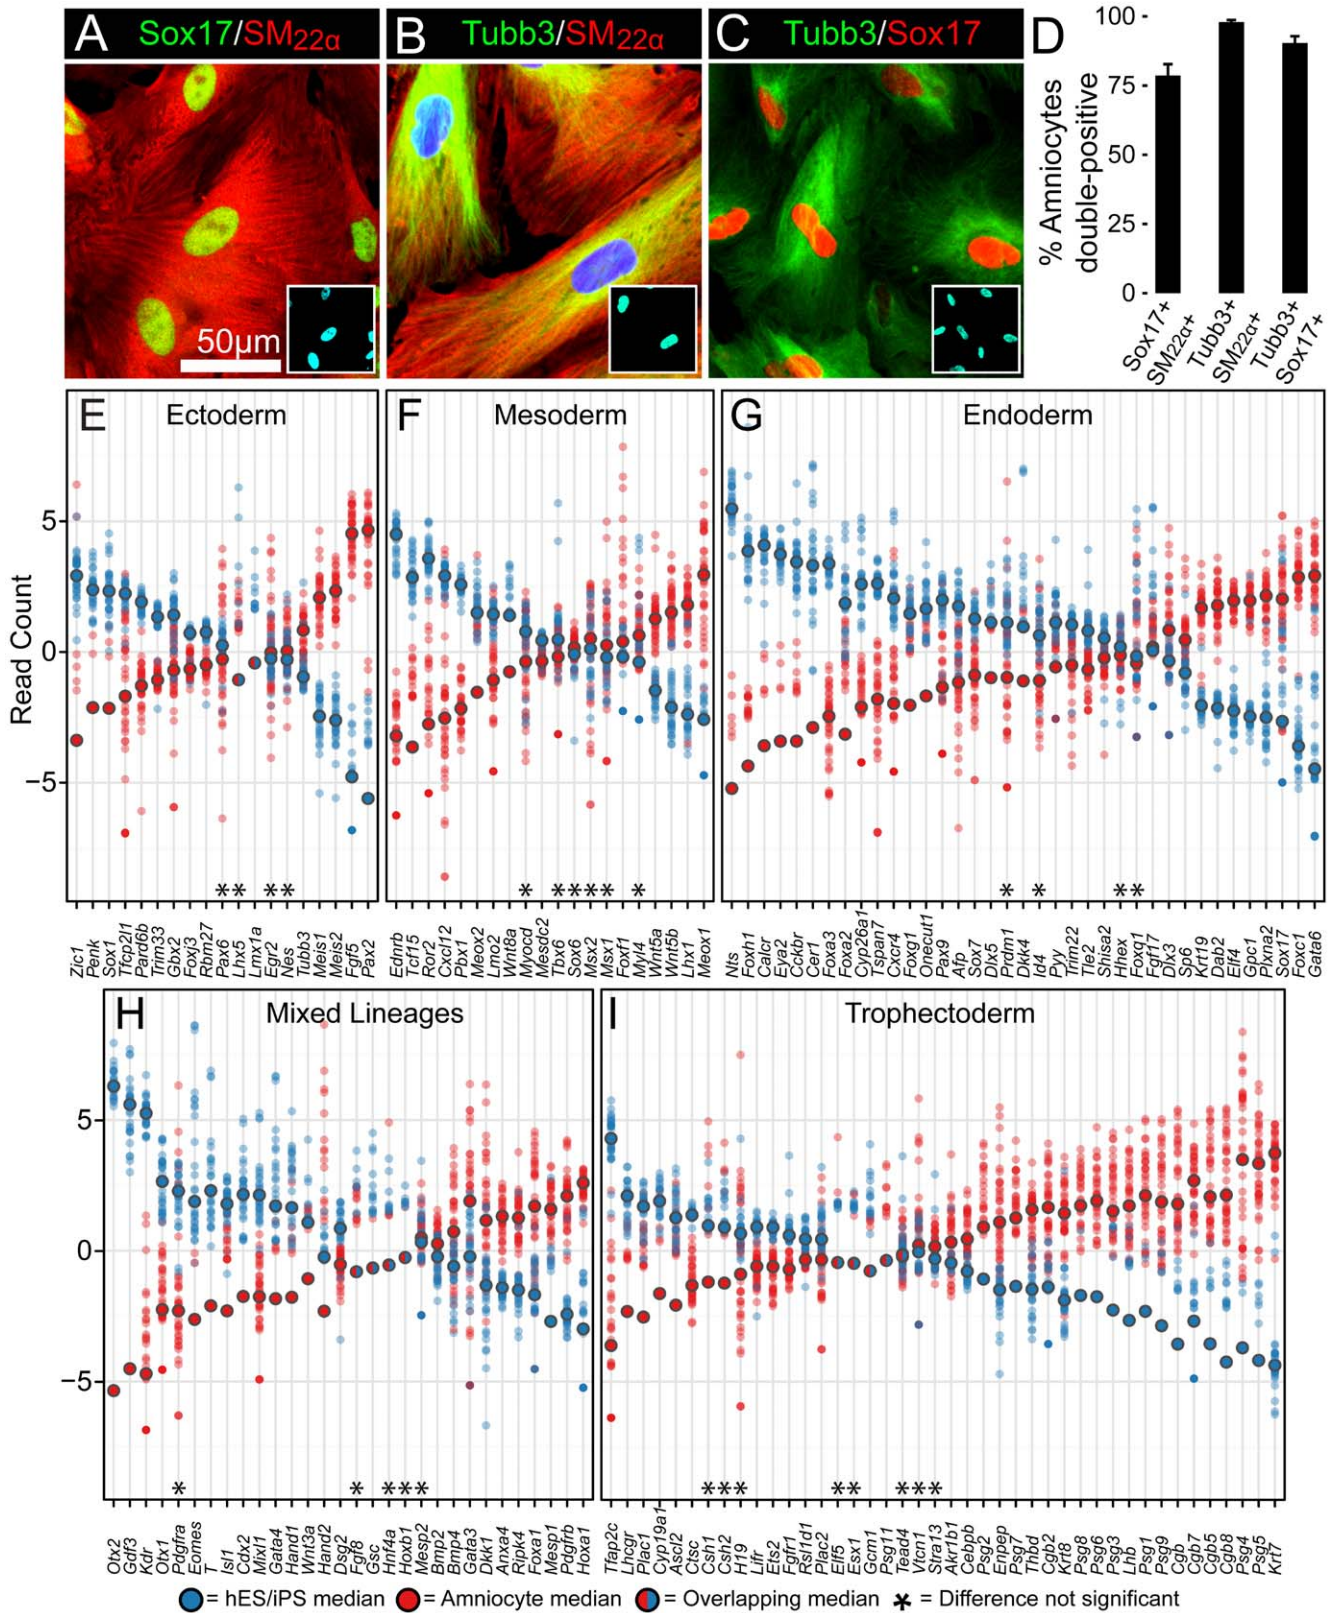 A Sox17/SM22α
B Tubb3/SM22α
C Tubb3/Sox17
D
50µm
% Amniocytes
double-positive
100
75
50
25
0
Sox17+
SM22α+
Tubb3+
SM22α+
Tubb3+
Sox17+
E Ectoderm
F Mesoderm
G Endoderm
Read Count
5
0
−5
** **
* **** *
* * **
Zic1 Penk Sox1 Tfcp2l1 Pard6b Trim33 Gbx2 Foxj3 Rbm27 Pax6 Lhx5 Lmx1a Egr2 Nes Tubb3 Meis1 Meis2 Fgf5 Pax2
Ednrb Tcf15 Ror2 Cxcl12 Pbx1 Meox2 Lmo2 Wnt8a Myocd Mesdc2 Tbx6 Sox6 Msx2 Msx1 Foxf1 Myl4 Wnt5a Wnt5b Lhx1 Meox1
Nts Foxh1 Calcr Eya2 Cckbr Cer1 Foxa3 Foxa2 Cyp26a1 Tspan7 Cxcr4 Foxg1 Onecut1 Pax9 Afp Sox7 Dlx5 Prdm1 Dkk4 Id4 Pyy Trim22 Tle2 Shisa2 Hhex Foxq1 Fgf17 Dlx3 Sp6 Krt19 Dab2 Elf4 Gpc1 Plxna2 Sox17 Foxc1 Gata6
H Mixed Lineages
I Trophectoderm
5
0
−5
* * ***
*** ** ***
Otx2 Gdf3 Kdr Otx1 Pdgfra Eomes T Isl1 Cdx2 Mixl1 Gata4 Hand1 Wnt3a Hand2 Dsg2 Fgf8 Gsc Hnf4a Hoxb1 Mesp2 Bmp2 Bmp4 Gata3 Dkk1 Anxa4 Ripk4 Foxa1 Mesp1 Pdgfrb Hoxa1
Tfap2c Lhcgr Plac1 Cyp19a1 Ascl2 Ctsc Csh1 Csh2 H19 Lifr Ets2 Fgfr1 Rsl1d1 Plac2 Elf5 Esx1 Gcm1 Psg11 Tead4 Vtcn1 Stra13 Akr1b1 Cebpb Psg2 Enpep Psg7 Thbd Cgb2 Krt8 Psg8 Psg6 Psg3 Lhb Psg1 Psg9 Cgb Cgb7 Cgb5 Cgb8 Psg4 Psg5 Krt7
= hES/iPS median = Amniocyte median = Overlapping median * = Difference not significant